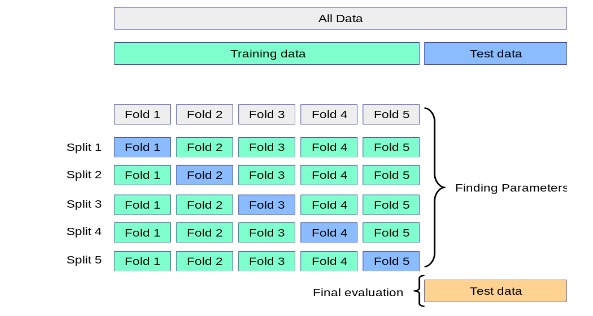 All Data
Training data Test data
Fold 1 Fold 2 Fold 3 Fold 4 Fold 5
Split 1 Fold 1 Fold 2 Fold 3 Fold 4 Fold 5
Split 2 Fold 1 Fold 2 Fold 3 Fold 4 Fold 5
Finding Parameters
Split 3 Fold 1 Fold 2 Fold 3 Fold 4 Fold 5
Split 4 Fold 1 Fold 2 Fold 3 Fold 4 Fold 5
Split 5 Fold 1 Fold 2 Fold 3 Fold 4 Fold 5
Final evaluation Test data